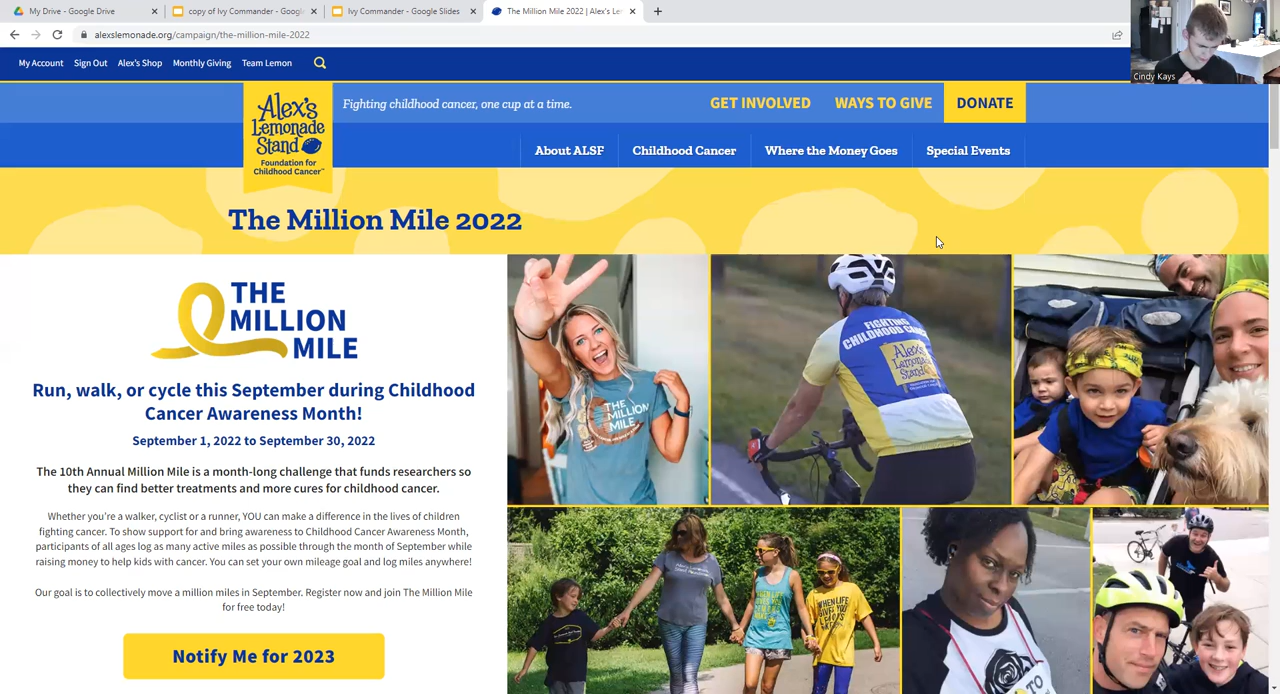 My Drive - Google Drive
copy of Ivy Commander - Google
Ivy Commander - Google Slides
The Million Mile 2022 | Alex's Le
alexslemonade.org/campaign/the-million-mile-2022
Cindy Kays
My Account
Sign Out
Alex's Shop
Monthly Giving
Team Lemon
Alex's
Lemonade
Stand
Foundation for
Childhood Cancer
Fighting childhood cancer, one cup at a time.
GET INVOLVED
WAYS TO GIVE
DONATE
About ALSF
Childhood Cancer
Where the Money Goes
Special Events
The Million Mile 2022
THE
MILLION
MILE
Run, walk, or cycle this September during Childhood
Cancer Awareness Month!
September 1, 2022 to September 30, 2022
The 10th Annual Million Mile is a month-long challenge that funds researchers so
they can find better treatments and more cures for childhood cancer.
Whether you're a walker, cyclist or a runner, YOU can make a difference in the lives of children
fighting cancer. To show support for and bring awareness to Childhood Cancer Awareness Month,
participants of all ages log as many active miles as possible through the month of September while
raising money to help kids with cancer. You can set your own mileage goal and log miles anywhere!
Our goal is to collectively move a million miles in September. Register now and join The Million Mile
for free today!
Notify Me for 2023
THE
MILLION
MILE
FIGHTING
CHILDHOOD CANCER
Alex's
Lemonade
Stand
WHEN LIFE
GIVES YOU
TO